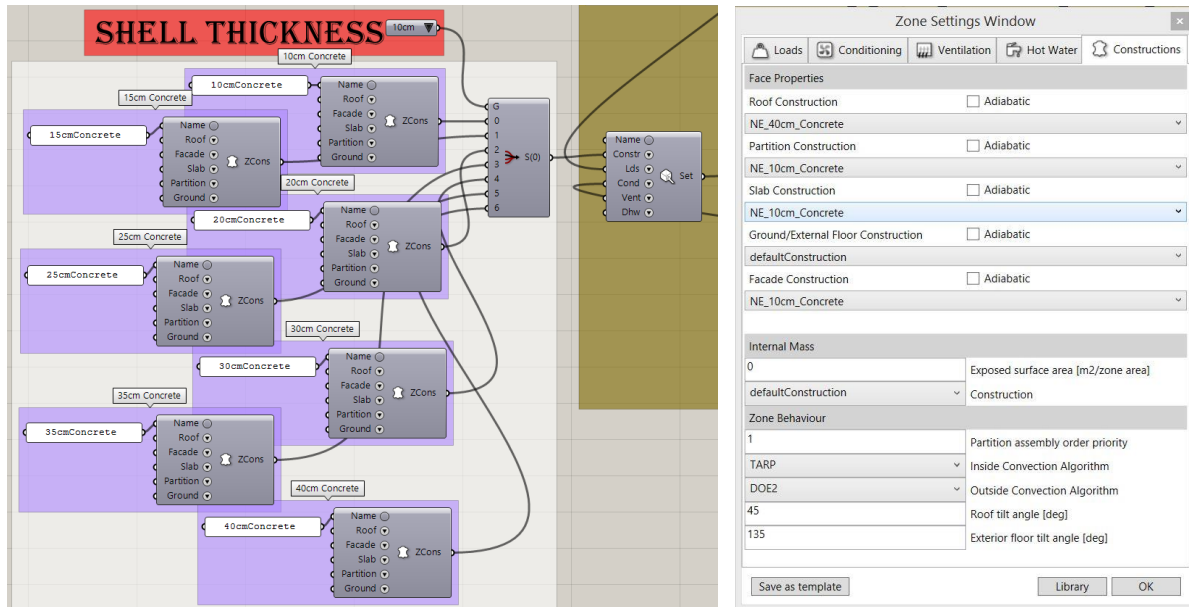 SHELL THICKNESS
10cm
10cm Concrete
10cmConcrete
Name
Roof
Facade
Slab
Partition
Ground
ZCons
15cm Concrete
15cmConcrete
Name
Roof
Facade
Slab
Partition
Ground
ZCons
G
0
1
2
3
4
5
6
S(0)
Name
Constr
Lds
Cond
Vent
Dhw
Set
20cm Concrete
20cmConcrete
Name
Roof
Facade
Slab
Partition
Ground
ZCons
25cm Concrete
25cmConcrete
Name
Roof
Facade
Slab
Partition
Ground
ZCons
30cm Concrete
30cmConcrete
Name
Roof
Facade
Slab
Partition
Ground
ZCons
35cm Concrete
35cmConcrete
Name
Roof
Facade
Slab
Partition
Ground
ZCons
40cm Concrete
40cmConcrete
Name
Roof
Facade
Slab
Partition
Ground
ZCons
Zone Settings Window
Loads Conditioning Ventilation Hot Water Constructions
Face Properties
Roof Construction Adiabatic
NE_40cm_Concrete
Partition Construction Adiabatic
NE_10cm_Concrete
Slab Construction Adiabatic
NE_10cm_Concrete
Ground/External Floor Construction Adiabatic
defaultConstruction
Facade Construction Adiabatic
NE_10cm_Concrete
Internal Mass
0 Exposed surface area [m2/zone area]
defaultConstruction Construction
Zone Behaviour
1 Partition assembly order priority
TARP Inside Convection Algorithm
DOE2 Outside Convection Algorithm
45 Roof tilt angle [deg]
135 Exterior floor tilt angle [deg]
Save as template Library OK